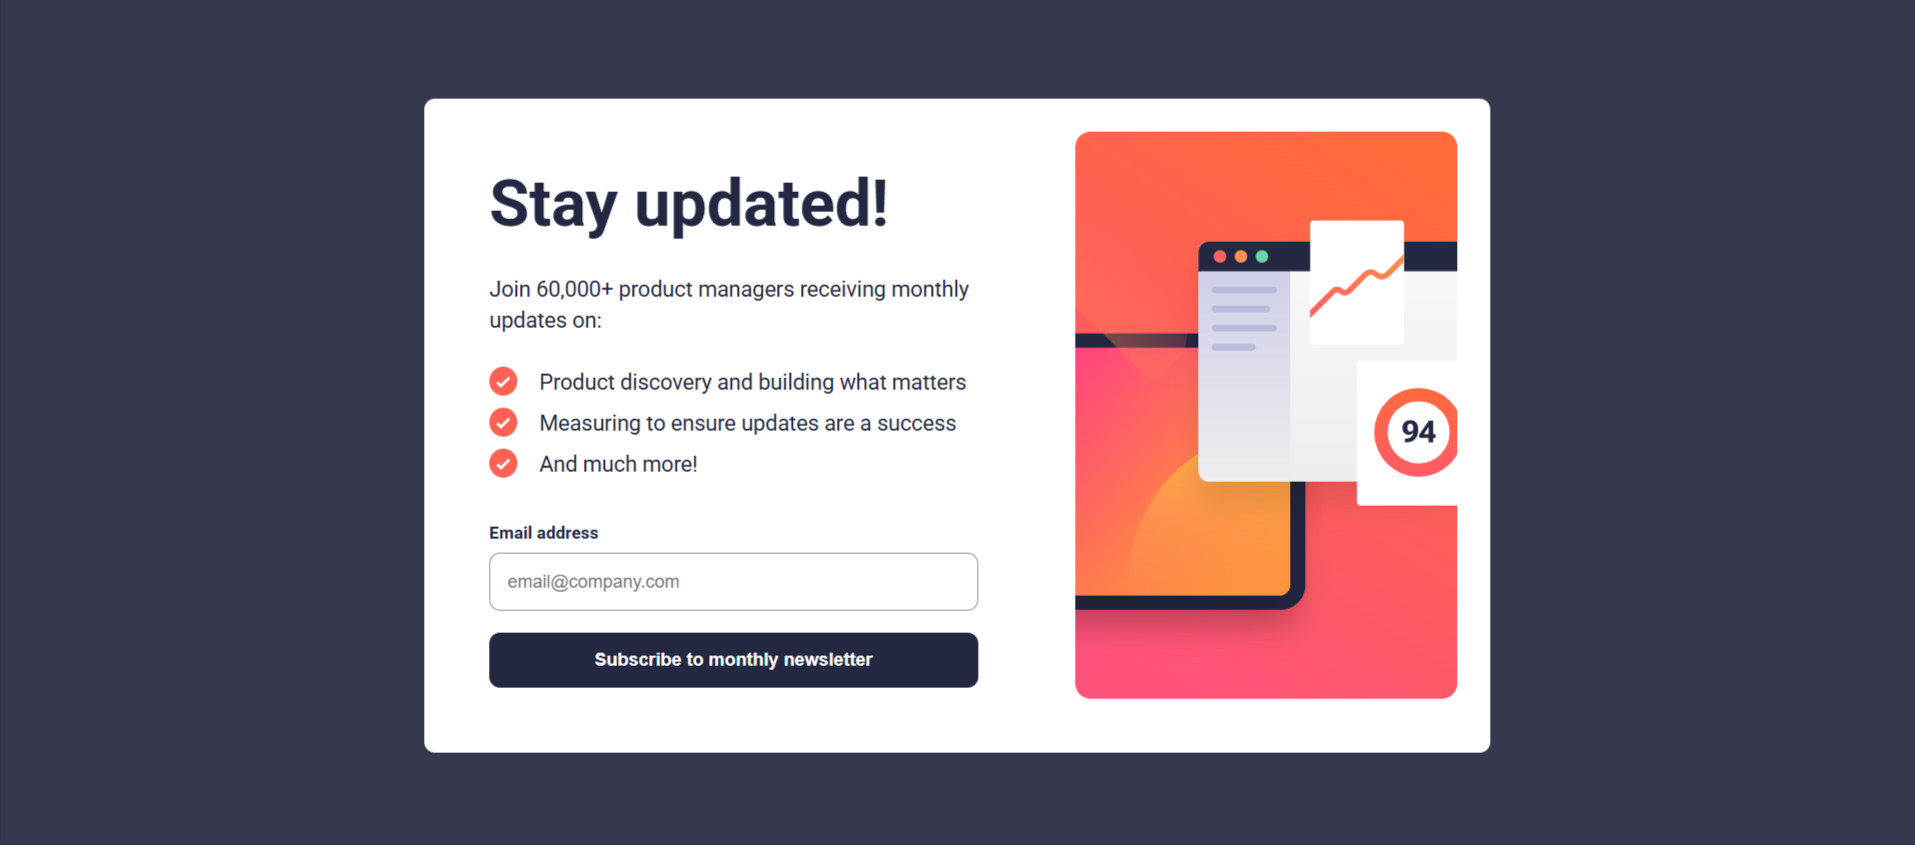 Stay updated!
Join 60,000+ product managers receiving monthly
updates on:
Product discovery and building what matters
Measuring to ensure updates are a success
And much more!
Email address
email@company.com
Subscribe to monthly newsletter
94